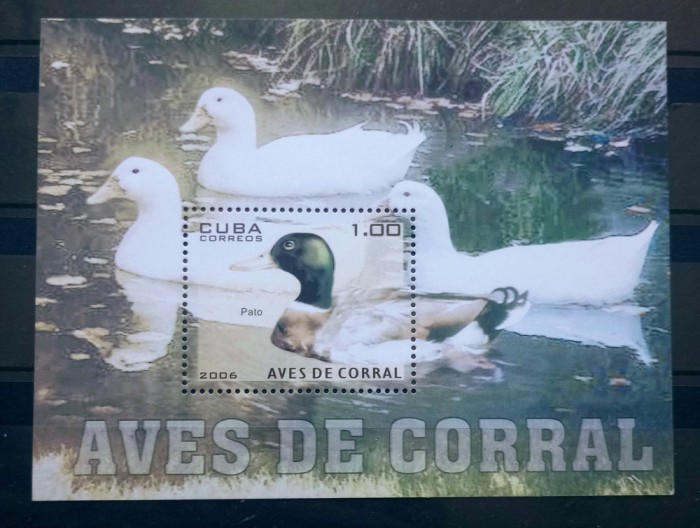 CUBA 1.00
CORREOS
Pato
2006 AVES DE CORRAL
AVES DE CORRAL